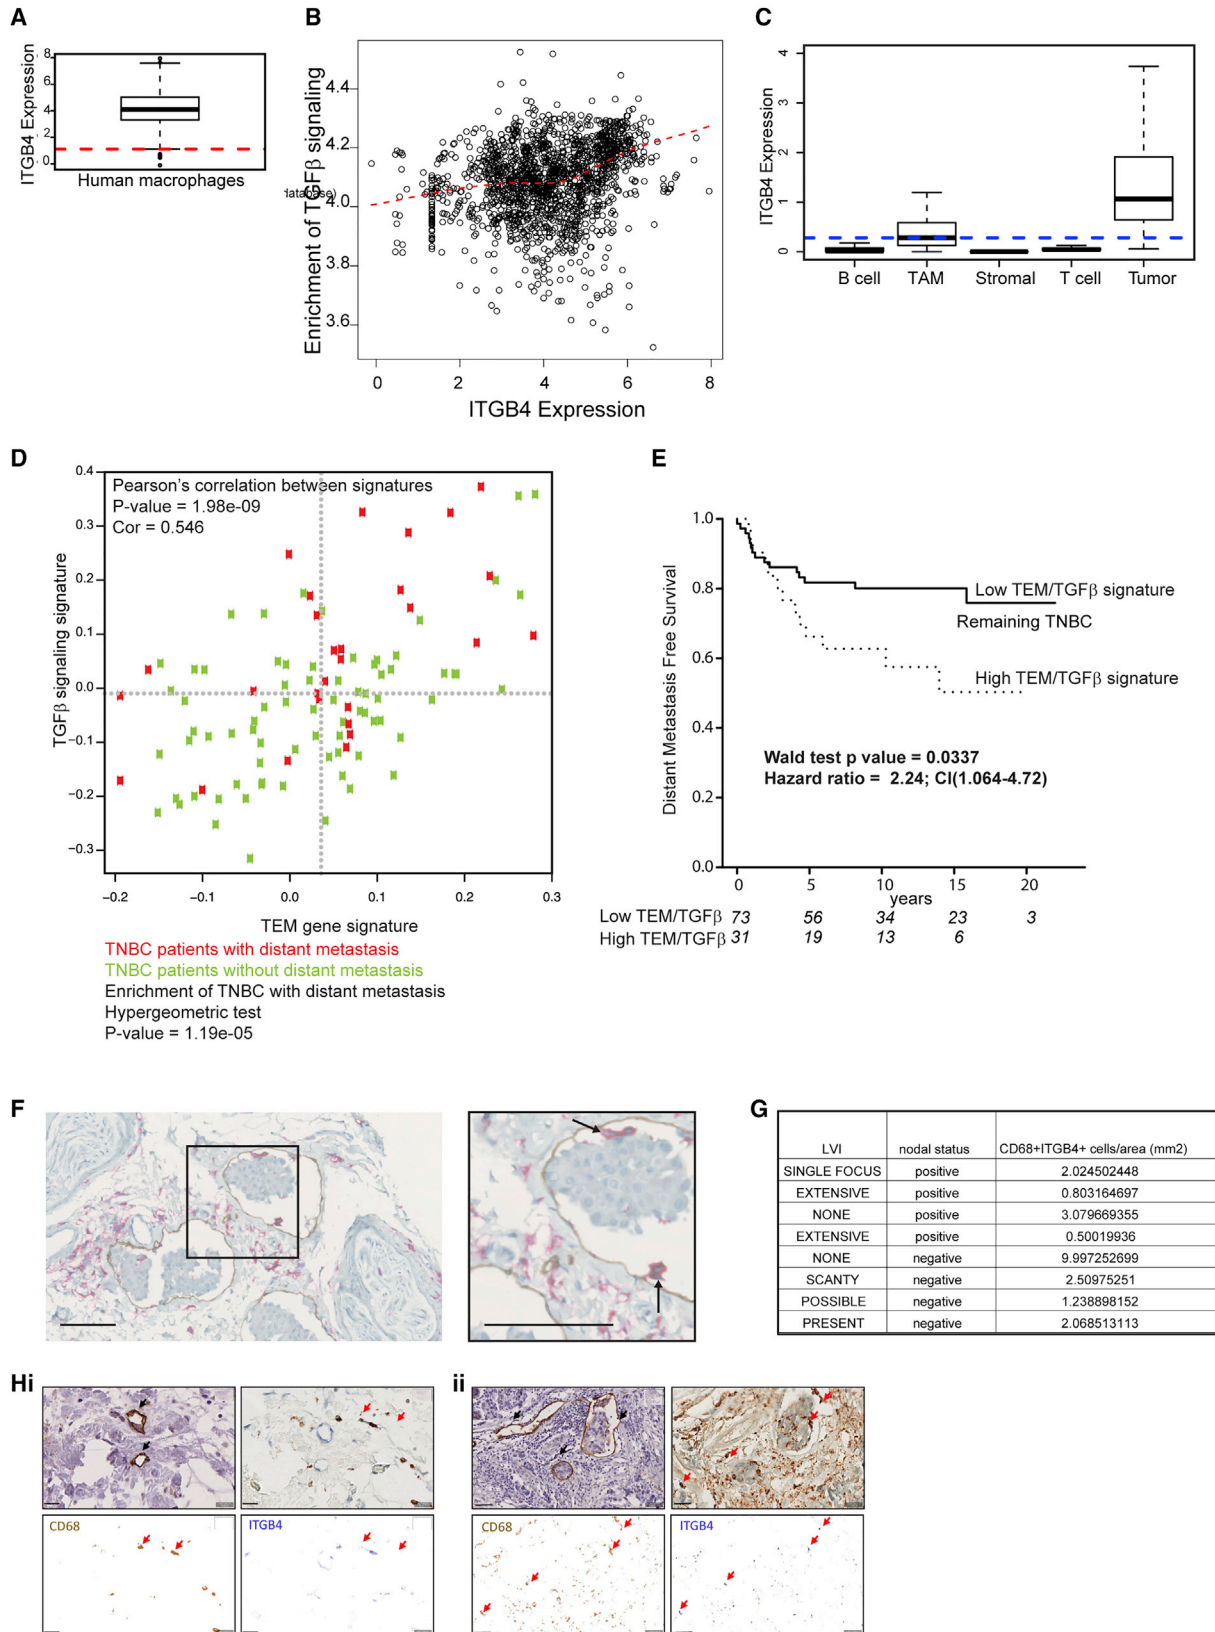 A
ITGB4 Expression
8
6
4
2
0
Human macrophages
B
Enrichment of TGFβ signaling
4.4
4.2
4.0
3.8
3.6
database)
0 2 4 6 8
ITGB4 Expression
C
ITGB4 Expression
4
3
2
1
0
B cell TAM Stromal T cell Tumor
D
TGFβ signaling signature
0.4
0.3
0.2
0.1
0.0
−0.1
−0.2
−0.3
Pearson's correlation between signatures
P-value = 1.98e-09
Cor = 0.546
−0.2 −0.1 0.0 0.1 0.2 0.3
TEM gene signature
TNBC patients with distant metastasis
TNBC patients without distant metastasis
Enrichment of TNBC with distant metastasis
Hypergeometric test
P-value = 1.19e-05
E
Distant Metastasis Free Survival
1.0
0.8
0.6
0.4
0.2
0.0
Low TEM/TGFβ signature
Remaining TNBC
High TEM/TGFβ signature
Wald test p value = 0.0337
Hazard ratio = 2.24; CI(1.064-4.72)
0 5 10 15 20
years
Low TEM/TGFβ 73 56 34 23 3
High TEM/TGFβ 31 19 13 6
F
G
LVI nodal status CD68+ITGB4+ cells/area (mm2)
SINGLE FOCUS positive 2.024502448
EXTENSIVE positive 0.803164697
NONE positive 3.079669355
EXTENSIVE positive 0.50019936
NONE negative 9.997252699
SCANTY negative 2.50975251
POSSIBLE negative 1.238898152
PRESENT negative 2.068513113
Hi
CD68
ITGB4
ii
CD68
ITGB4